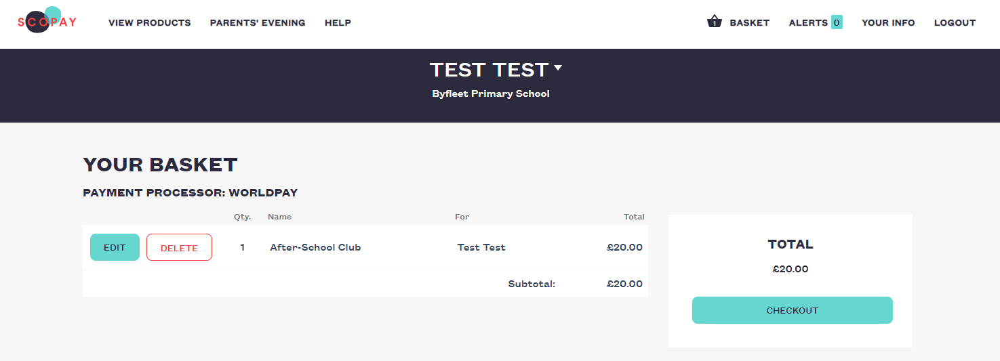 SCOPAY
VIEW PRODUCTS PARENTS' EVENING HELP
1 BASKET ALERTS 0 YOUR INFO LOGOUT
TEST TEST
Byfleet Primary School
YOUR BASKET
PAYMENT PROCESSOR: WORLDPAY
Qty. Name For Total
EDIT DELETE 1 After-School Club Test Test £20.00
Subtotal: £20.00
TOTAL
£20.00
CHECKOUT